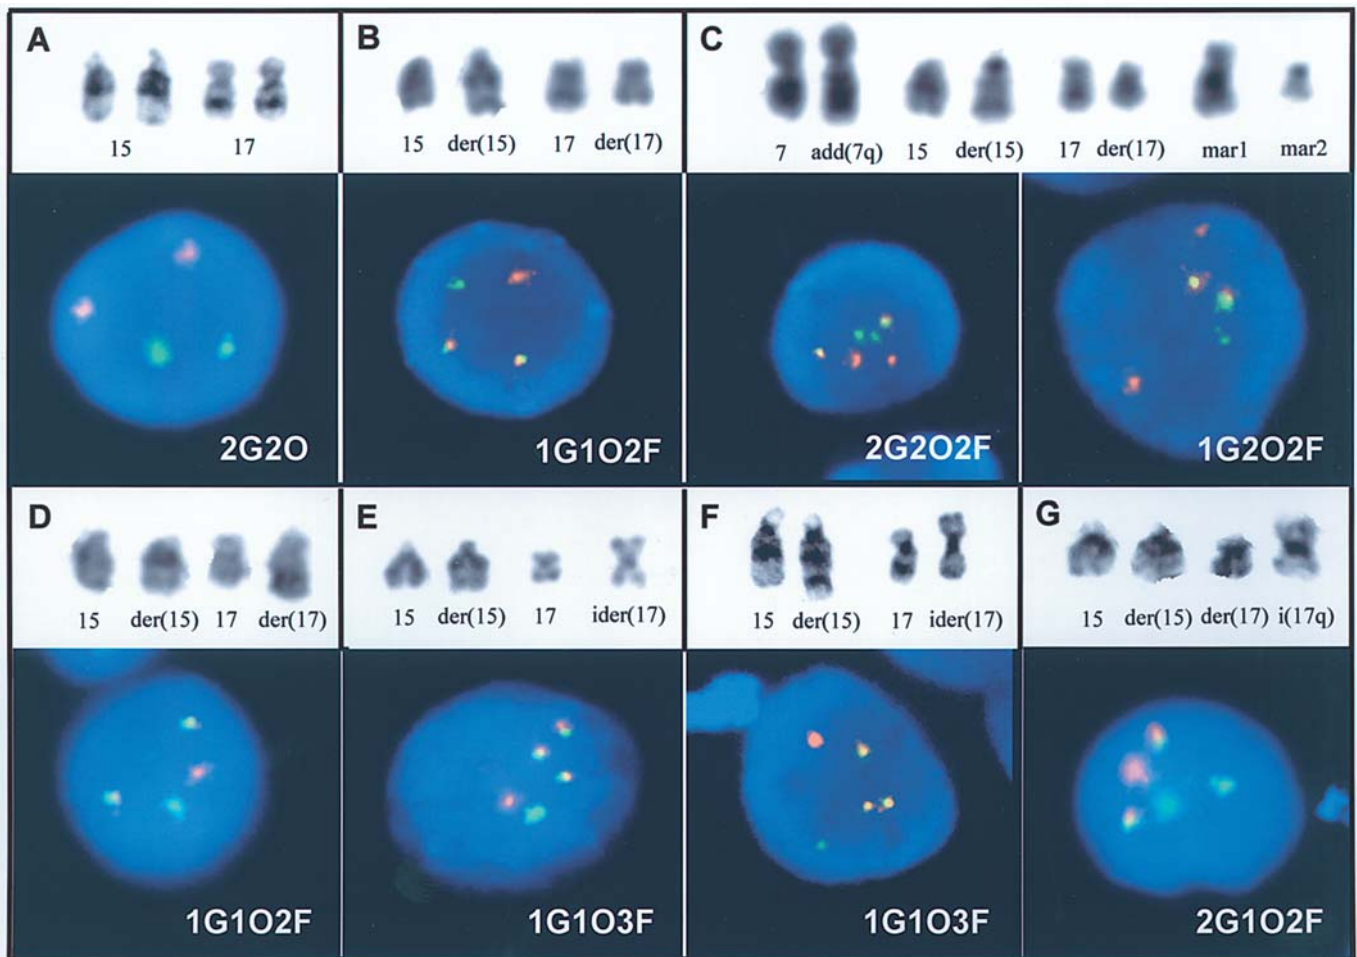 A
15 17
2G2O
B
15 der(15) 17 der(17)
1G1O2F
C
7 add(7q) 15 der(15) 17 der(17) mar1 mar2
2G2O2F
1G2O2F
D
15 der(15) 17 der(17)
1G1O2F
E
15 der(15) 17 ider(17)
1G1O3F
F
15 der(15) 17 ider(17)
1G1O3F
G
15 der(15) der(17) i(17q)
2G1O2F